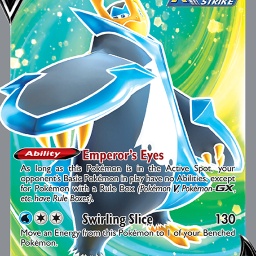 STRIKE
Ability Emperor's Eyes
As long as this Pokémon is in the Active Spot, your
opponent's Basic Pokémon in play have no Abilities, except
for Pokémon with a Rule Box (Pokémon V, Pokémon-GX,
etc. have Rule Boxes).
Swirling Slice 130
Move an Energy from this Pokémon to 1 of your Benched
Pokémon.